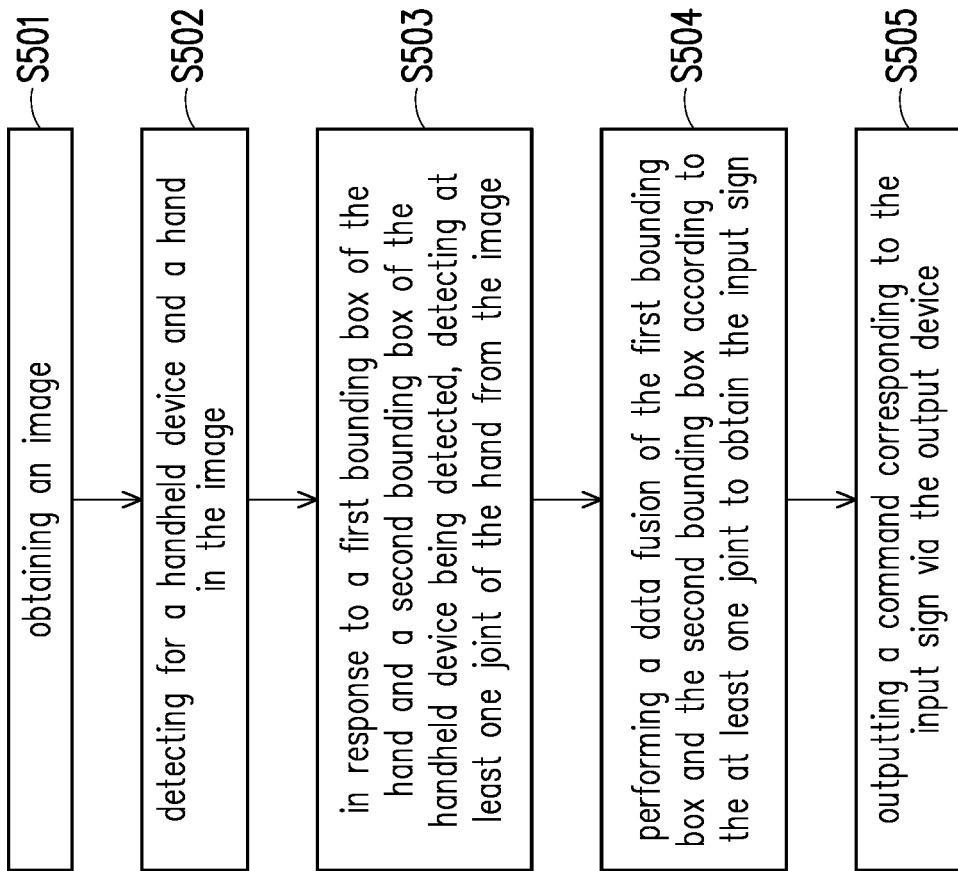 obtaining an image
S501
detecting for a handheld device and a hand
in the image
S502
in response to a first bounding box of the
hand and a second bounding box of the
handheld device being detected, detecting at
least one joint of the hand from the image
S503
performing a data fusion of the first bounding
box and the second bounding box according to
the at least one joint to obtain the input sign
S504
outputting a command corresponding to the
input sign via the output device
S505